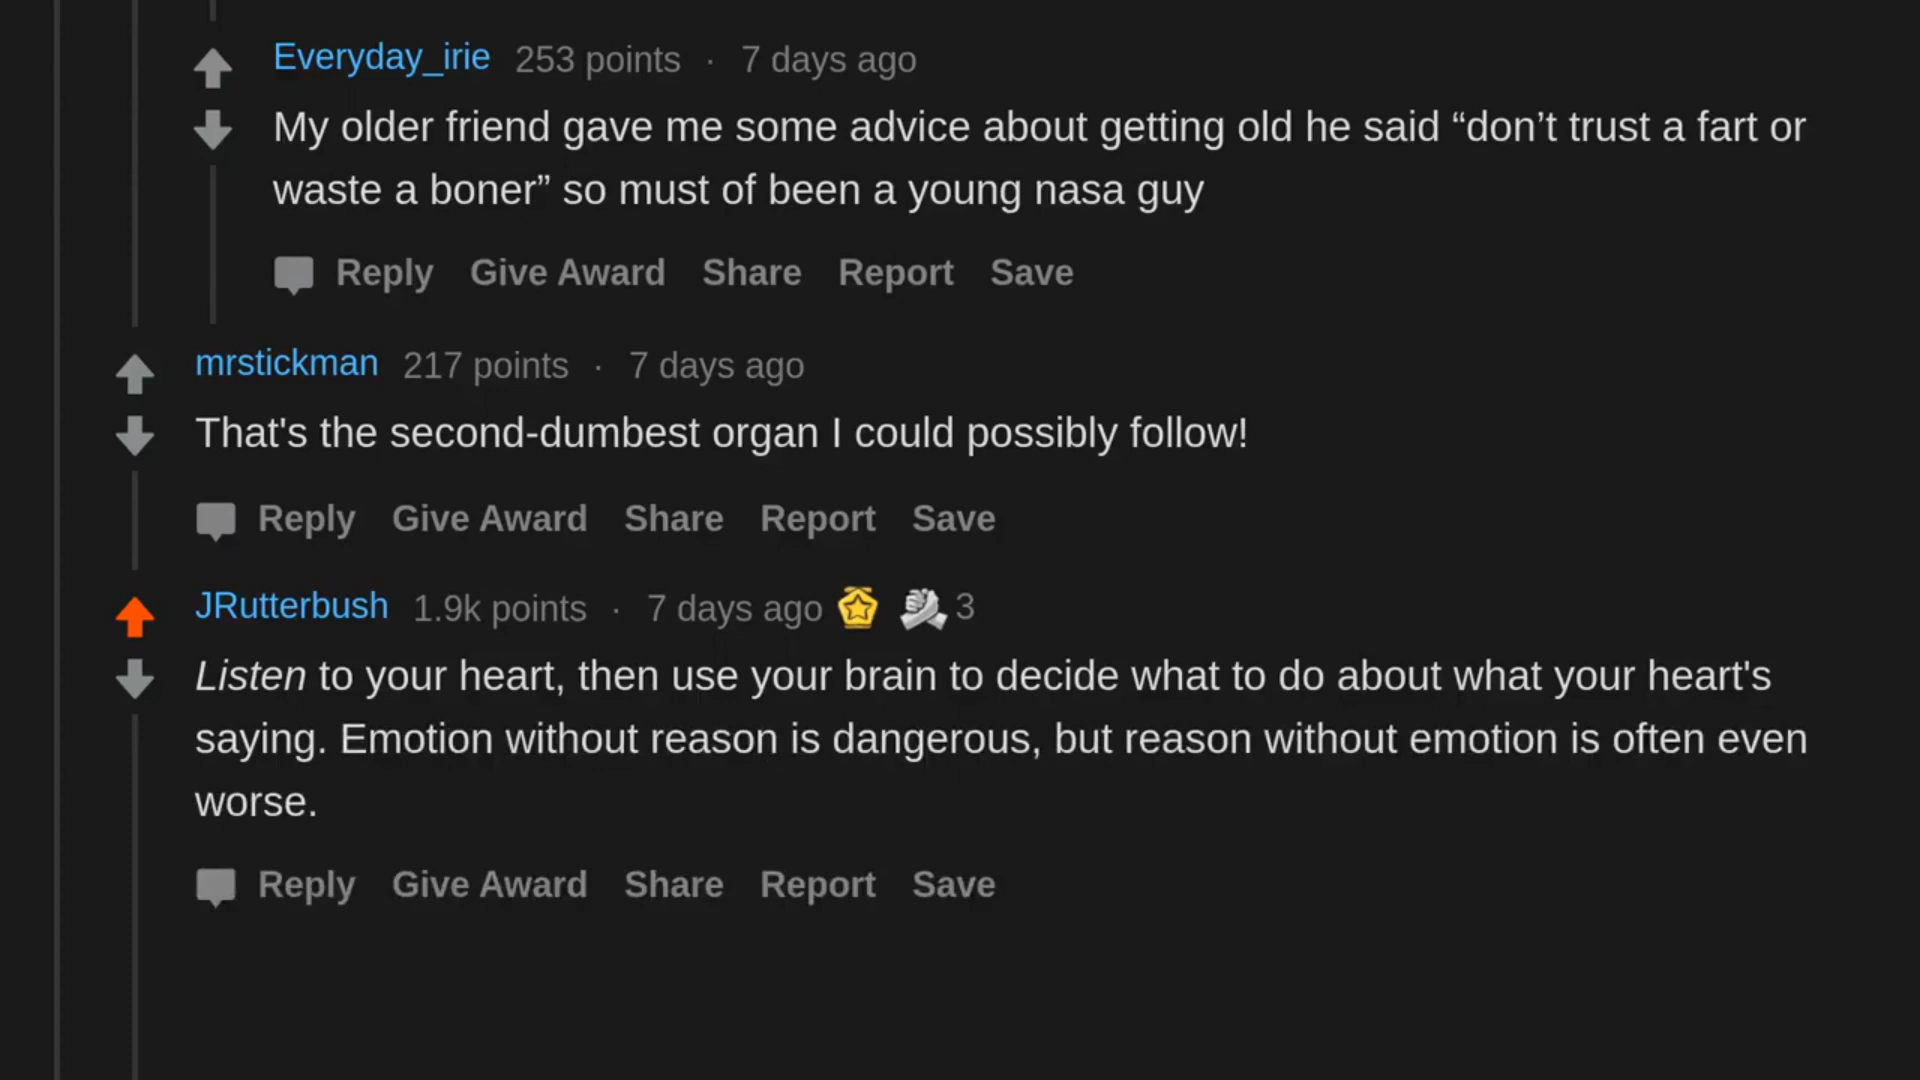 Everyday_irie 253 points · 7 days ago
My older friend gave me some advice about getting old he said “don’t trust a fart or
waste a boner” so must of been a young nasa guy
Reply Give Award Share Report Save
mrstickman 217 points · 7 days ago
That's the second-dumbest organ I could possibly follow!
Reply Give Award Share Report Save
JRutterbush 1.9k points · 7 days ago 3
Listen to your heart, then use your brain to decide what to do about what your heart's
saying. Emotion without reason is dangerous, but reason without emotion is often even
worse.
Reply Give Award Share Report Save